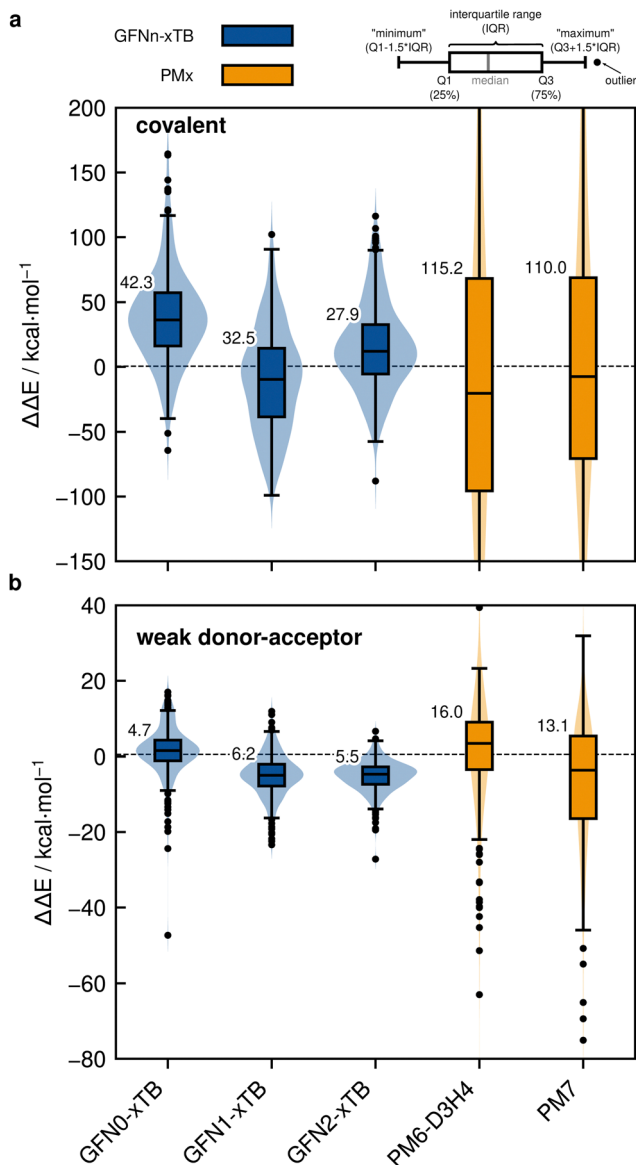 a
GFNn-xTB
PMx
interquartile range
(IQR)
"minimum"
(Q1-1.5*IQR)
"maximum"
(Q3+1.5*IQR)
Q1
(25%)
median
Q3
(75%)
outlier
covalent
ΔΔE / kcal·mol−1
200
150
100
50
0
−50
−100
−150
42.3
32.5
27.9
115.2
110.0
b
weak donor-acceptor
ΔΔE / kcal·mol−1
40
20
0
−20
−40
−60
−80
4.7
6.2
5.5
16.0
13.1
GFN0-xTB
GFN1-xTB
GFN2-xTB
PM6-D3H4
PM7